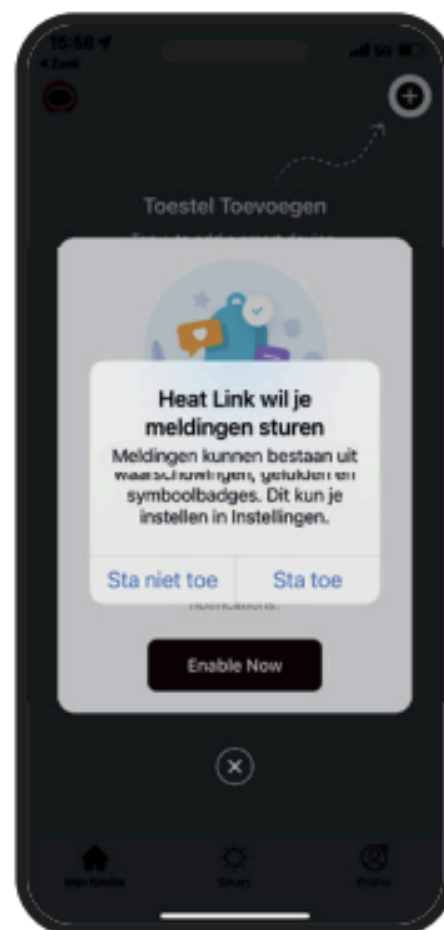 15:58
Zoek
5G
Toestel Toevoegen
Heat Link wil je
meldingen sturen
Meldingen kunnen bestaan uit
waarschuwingen, geluiden en
symboolbadges. Dit kun je
instellen in Instellingen.
Sta niet toe
Sta toe
notifications.
Enable Now
Mijn familie
Smart
Profiel